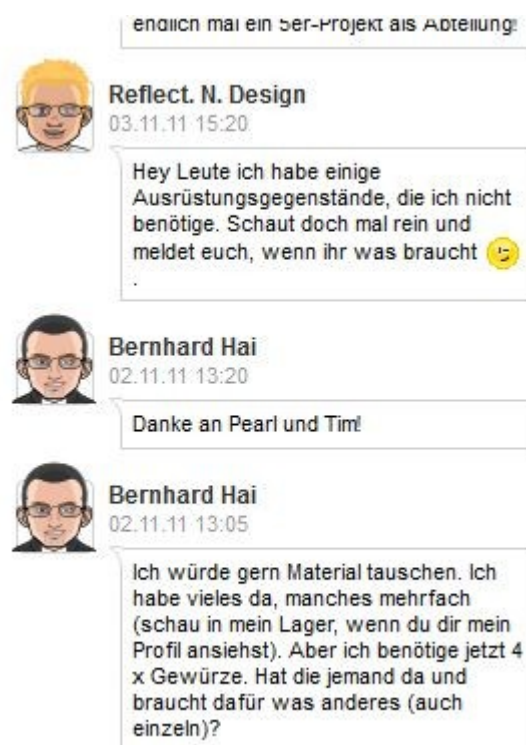 endlich mal ein 5er-Projekt als Abteilung!
Reflect. N. Design
03.11.11 15:20
Hey Leute ich habe einige
Ausrüstungsgegenstände, die ich nicht
benötige. Schaut doch mal rein und
meldet euch, wenn ihr was braucht
.
Bernhard Hai
02.11.11 13:20
Danke an Pearl und Tim!
Bernhard Hai
02.11.11 13:05
Ich würde gern Material tauschen. Ich
habe vieles da, manches mehrfach
(schau in mein Lager, wenn du dir mein
Profil ansiehst). Aber ich benötige jetzt 4
x Gewürze. Hat die jemand da und
braucht dafür was anderes (auch
einzeln)?